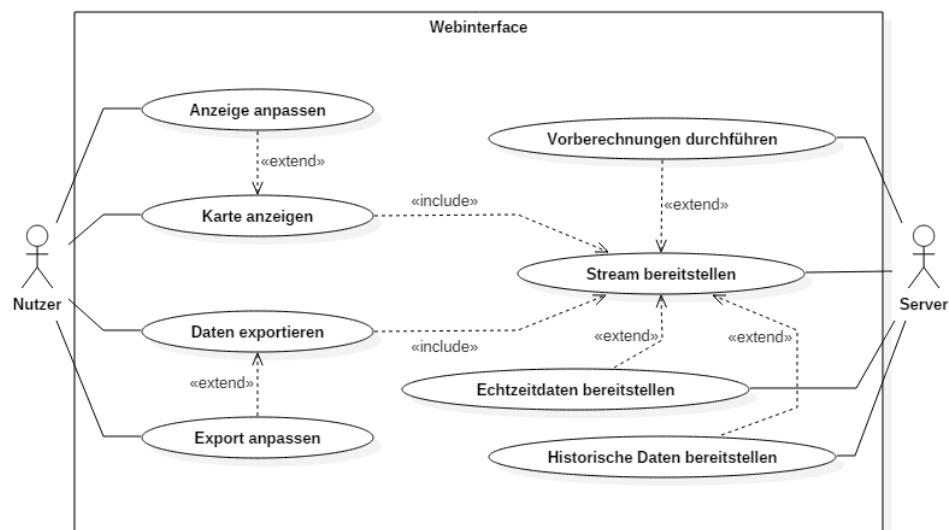 Webinterface
Anzeige anpassen
Vorberechnungen durchführen
«extend»
Karte anzeigen
«include»
«extend»
Stream bereitstellen
Nutzer
Server
Daten exportieren
«include»
«extend»
«extend»
«extend»
Echtzeitdaten bereitstellen
Export anpassen
Historische Daten bereitstellen